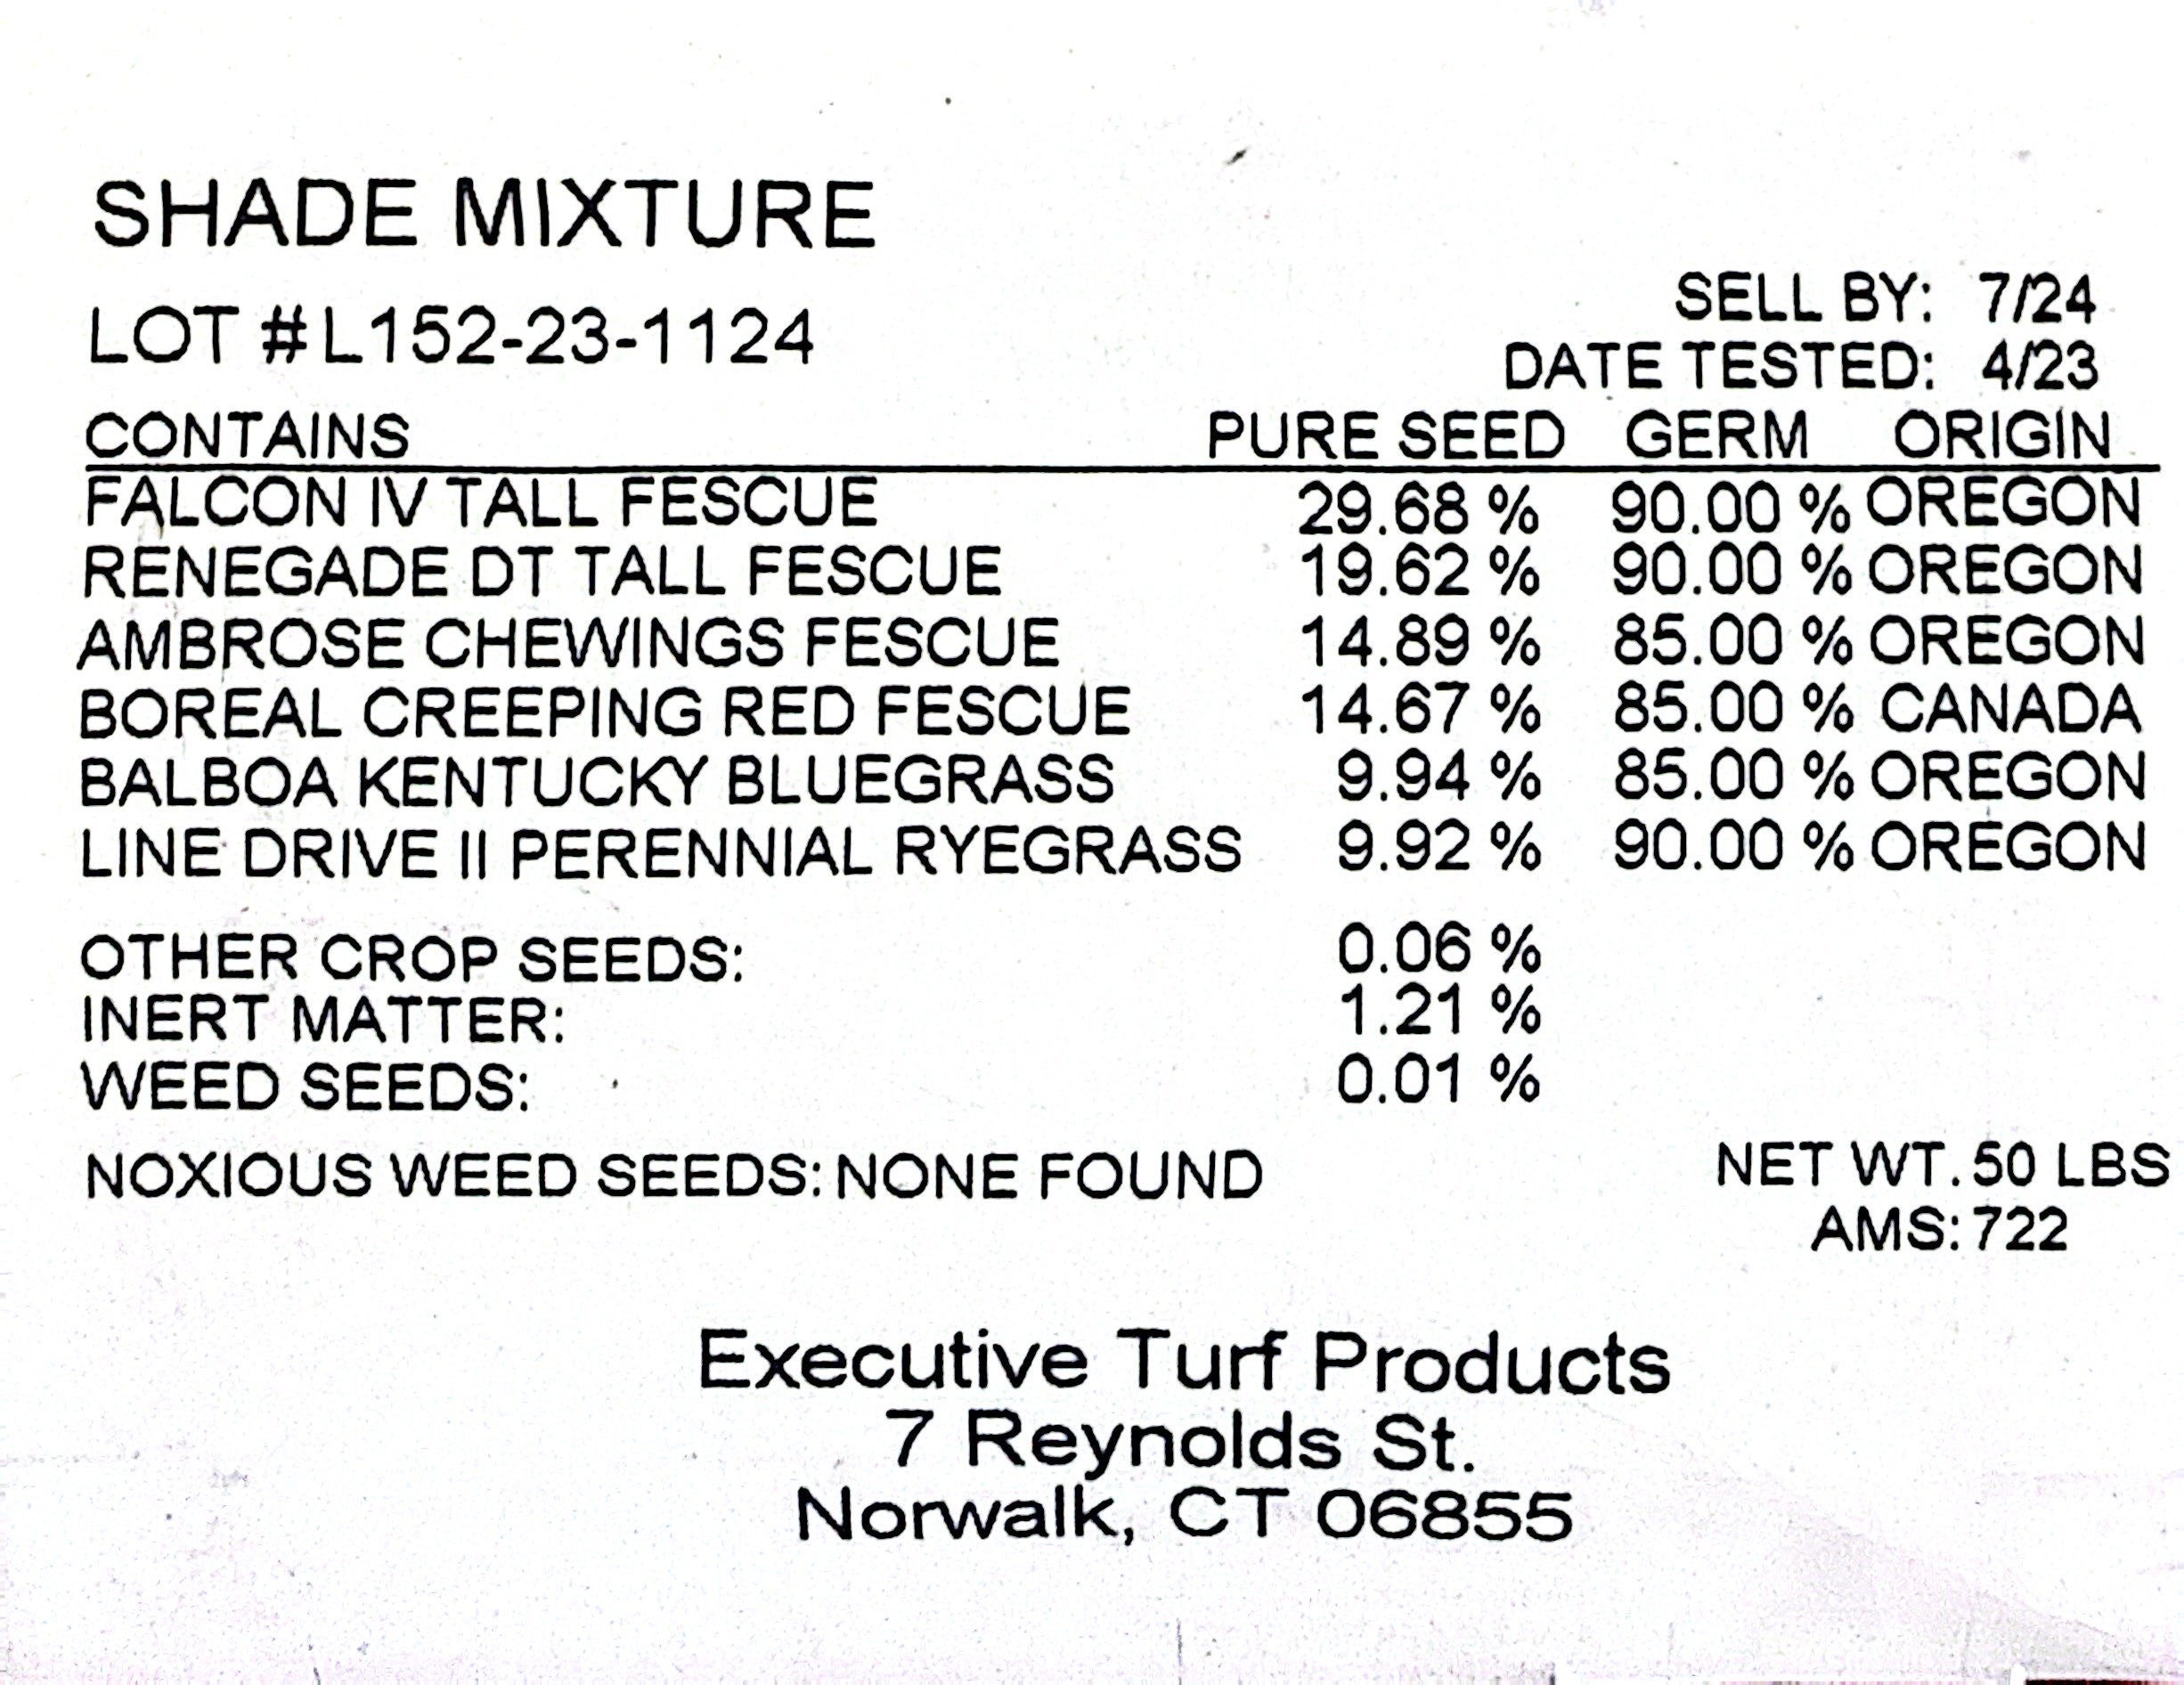 SHADE MIXTURE
LOT #L152-23-1124
SELL BY: 7/24
DATE TESTED: 4/23
CONTAINS PURE SEED GERM ORIGIN
FALCON IV TALL FESCUE 29.68 % 90.00 % OREGON
RENEGADE DT TALL FESCUE 19.62 % 90.00 % OREGON
AMBROSE CHEWINGS FESCUE 14.89 % 85.00 % OREGON
BOREAL CREEPING RED FESCUE 14.67 % 85.00 % CANADA
BALBOA KENTUCKY BLUEGRASS 9.94 % 85.00 % OREGON
LINE DRIVE II PERENNIAL RYEGRASS 9.92 % 90.00 % OREGON
OTHER CROP SEEDS: 0.06 %
INERT MATTER: 1.21 %
WEED SEEDS: 0.01 %
NOXIOUS WEED SEEDS: NONE FOUND NET WT. 50 LBS
AMS: 722
Executive Turf Products
7 Reynolds St.
Norwalk, CT 06855